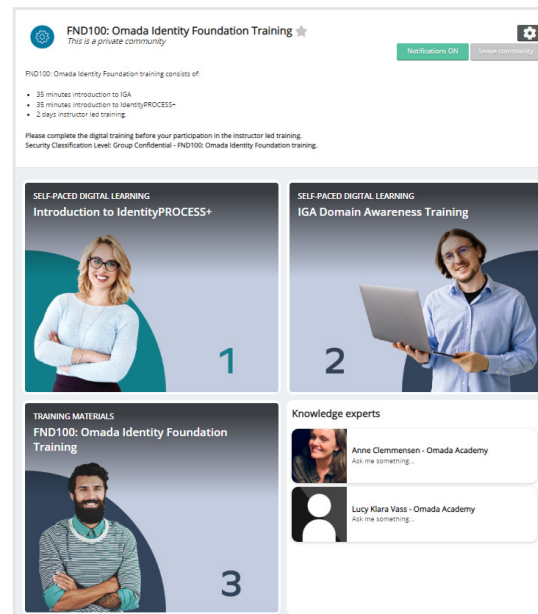 FND100: Omada Identity Foundation Training
This is a private community
Notifications ON
Leave community
FND100: Omada Identity Foundation training consists of:
• 35 minutes introduction to IGA
• 35 minutes introduction to IdentityPROCESS+
• 2 days instructor led training.
Please complete the digital training before your participation in the instructor led training.
Security Classification Level: Group Confidential - FND100: Omada Identity Foundation training.
SELF-PACED DIGITAL LEARNING
Introduction to IdentityPROCESS+
1
SELF-PACED DIGITAL LEARNING
IGA Domain Awareness Training
2
TRAINING MATERIALS
FND100: Omada Identity Foundation
Training
3
Knowledge experts
Anne Clemmensen - Omada Academy
Ask me something...
Lucy Klara Vass - Omada Academy
Ask me something...